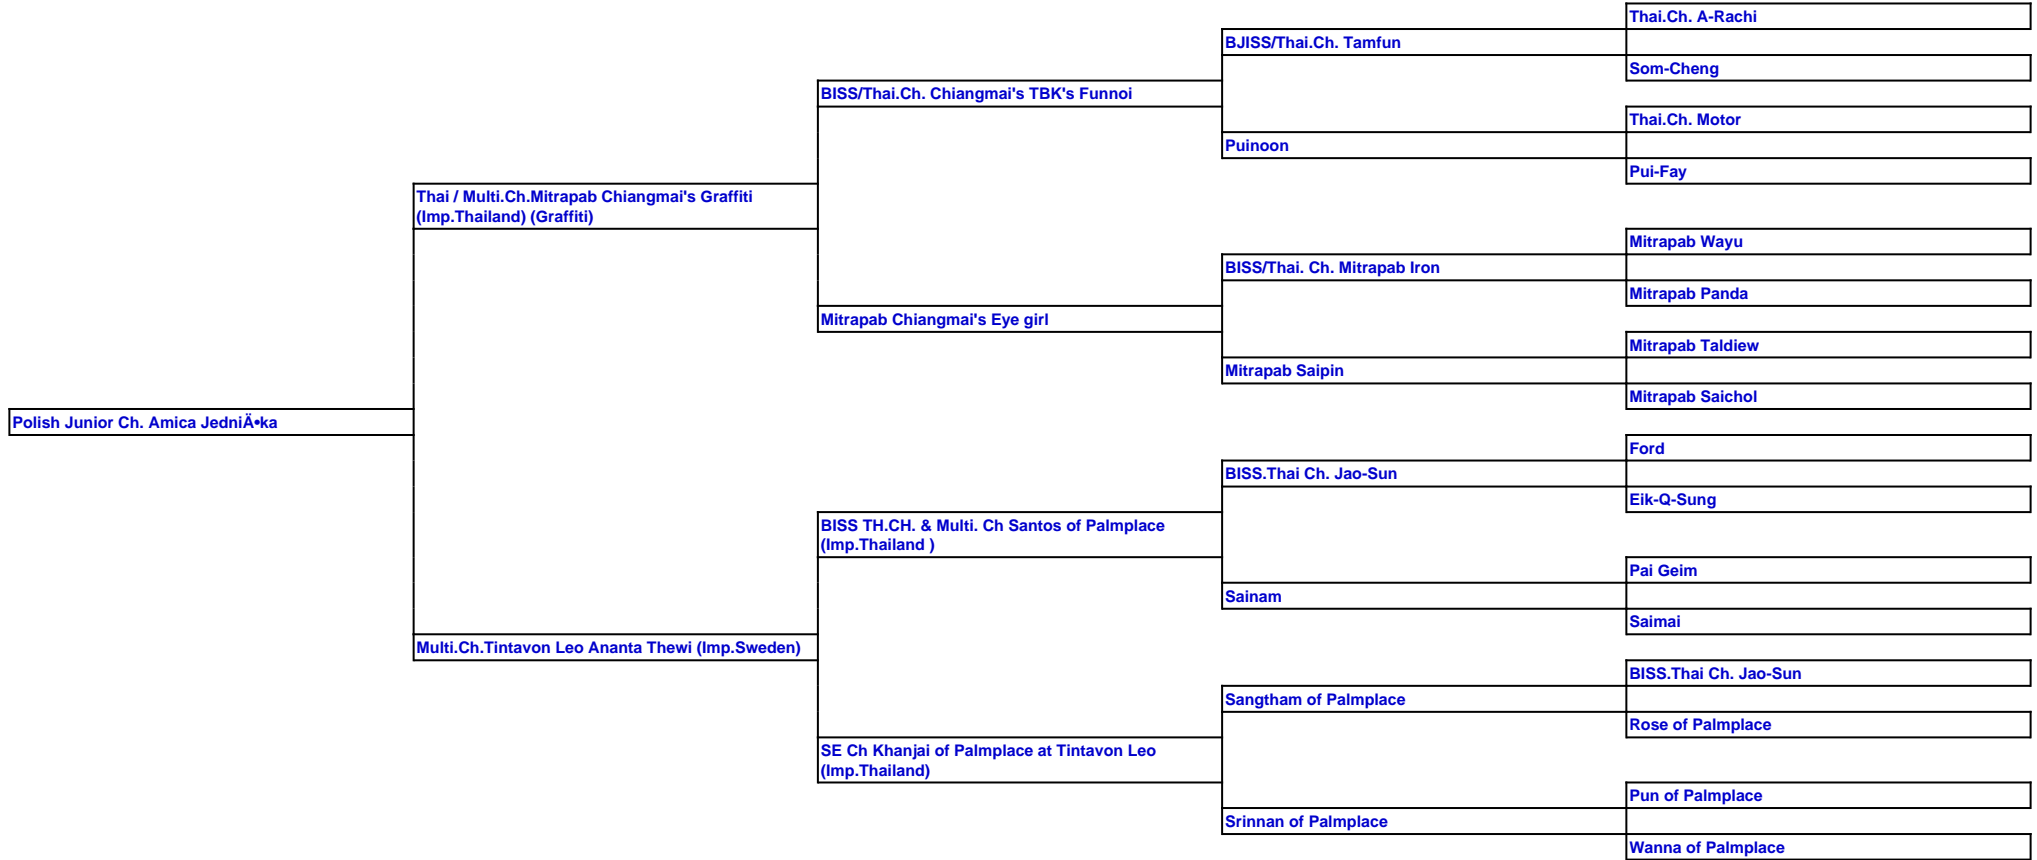 Thai.Ch. A-Rachi
BJISS/Thai.Ch. Tamfun
Som-Cheng
BISS/Thai.Ch. Chiangmai's TBK's Funnoi
Thai.Ch. Motor
Puinoon
Pui-Fay
Thai / Multi.Ch.Mitrapab Chiangmai's Graffiti
(Imp.Thailand) (Graffiti)
Mitrapab Wayu
BISS/Thai. Ch. Mitrapab Iron
Mitrapab Panda
Mitrapab Chiangmai's Eye girl
Mitrapab Taldiew
Mitrapab Saipin
Mitrapab Saichol
Polish Junior Ch. Amica JedniÄ•ka
Ford
BISS.Thai Ch. Jao-Sun
Eik-Q-Sung
BISS TH.CH. & Multi. Ch Santos of Palmplace
(Imp.Thailand )
Pai Geim
Sainam
Saimai
Multi.Ch.Tintavon Leo Ananta Thewi (Imp.Sweden)
BISS.Thai Ch. Jao-Sun
Sangtham of Palmplace
Rose of Palmplace
SE Ch Khanjai of Palmplace at Tintavon Leo
(Imp.Thailand)
Pun of Palmplace
Srinnan of Palmplace
Wanna of Palmplace